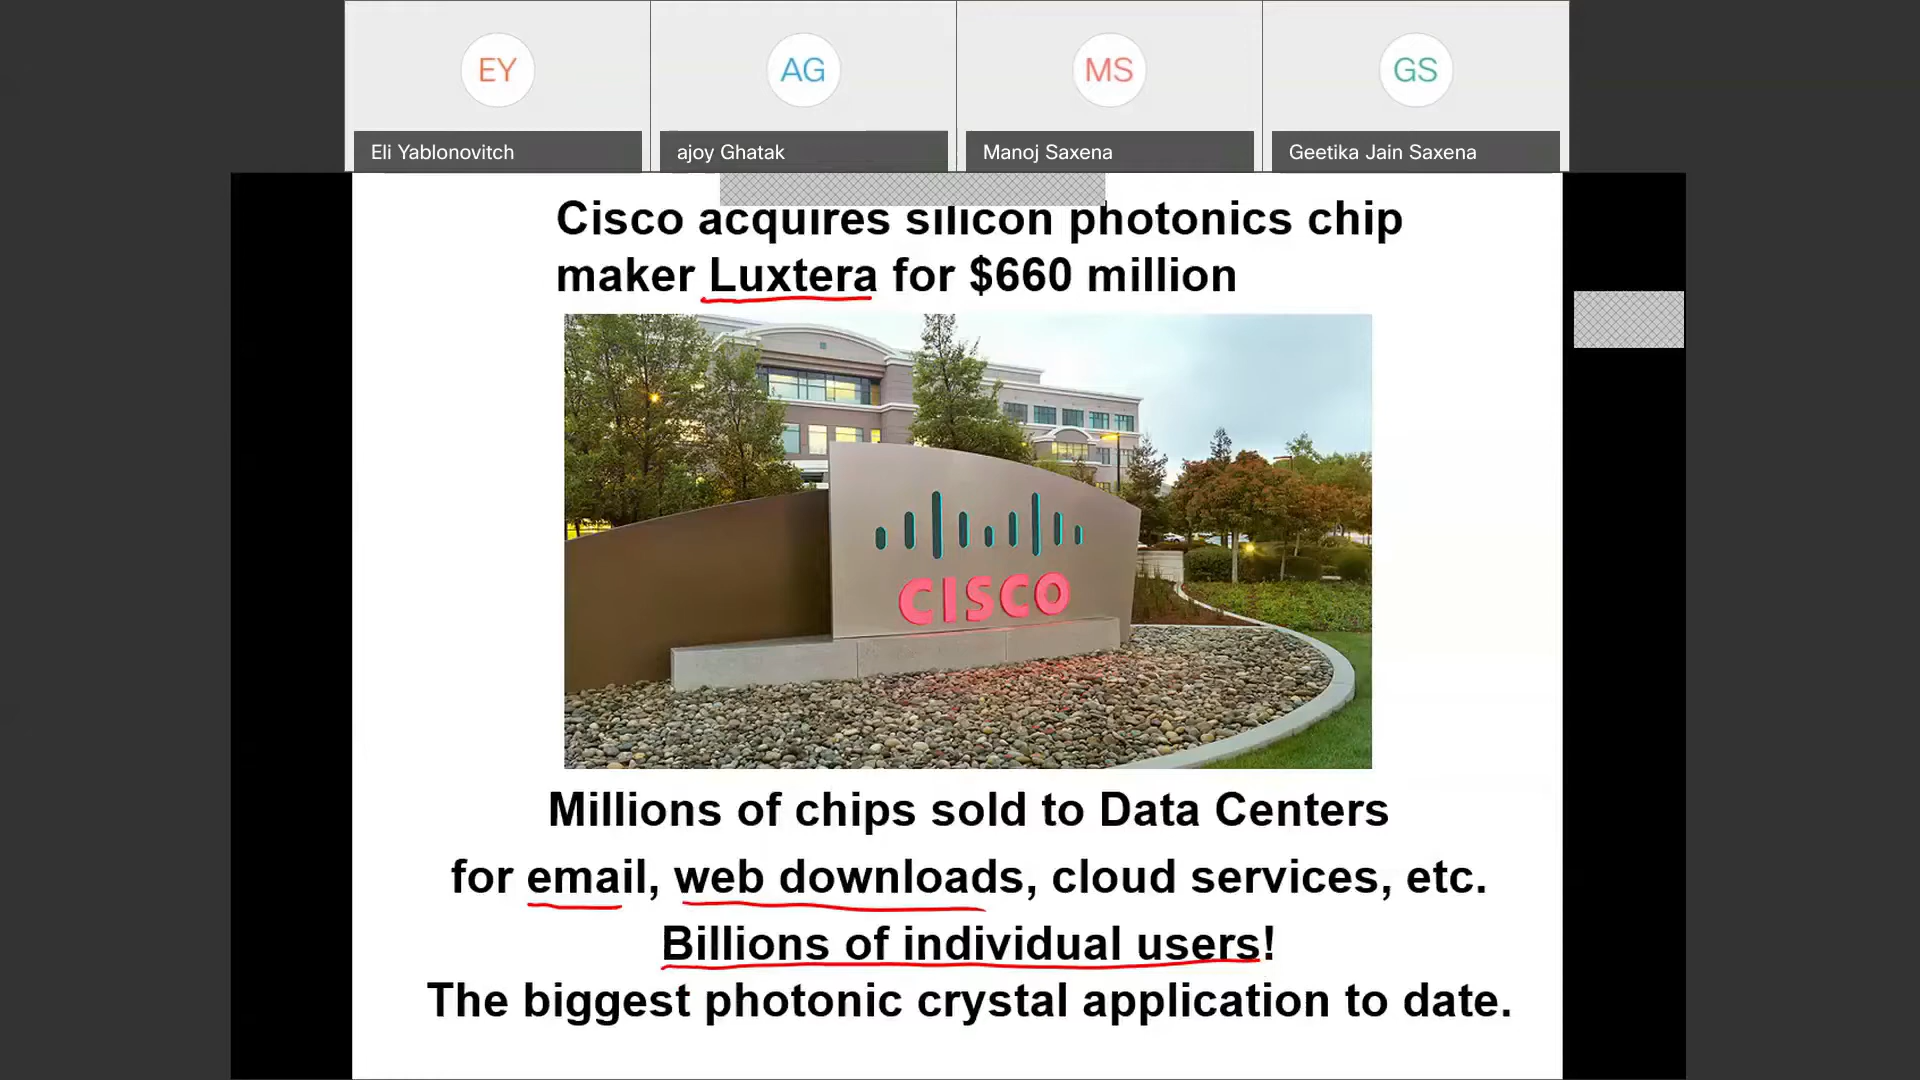 EY
AG
MS
GS
Eli Yablonovitch
ajoy Ghatak
Manoj Saxena
Geetika Jain Saxena
Cisco acquires silicon photonics chip
maker Luxtera for $660 million
CISCO
Millions of chips sold to Data Centers
for email, web downloads, cloud services, etc.
Billions of individual users!
The biggest photonic crystal application to date.